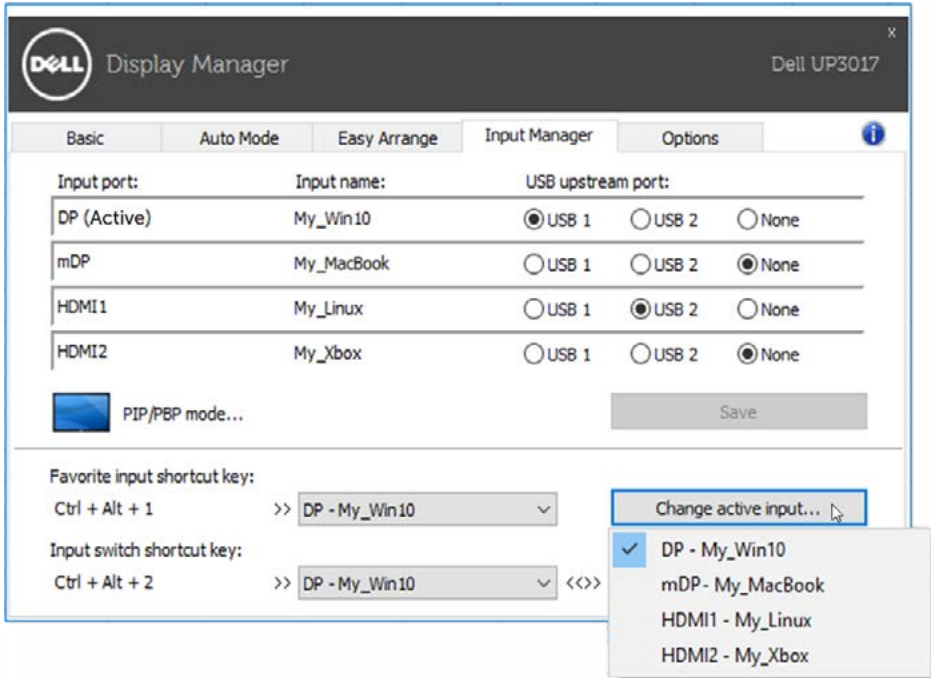 x
DELL Display Manager Dell UP3017
Basic Auto Mode Easy Arrange Input Manager Options i
Input port: Input name: USB upstream port:
DP (Active) My_Win10 USB 1 USB 2 None
mDP My_MacBook USB 1 USB 2 None
HDMI1 My_Linux USB 1 USB 2 None
HDMI2 My_Xbox USB 1 USB 2 None
PIP/PBP mode... Save
Favorite input shortcut key:
Ctrl + Alt + 1 >> DP - My_Win10 Change active input...
Input switch shortcut key:
Ctrl + Alt + 2 >> DP - My_Win10 <<>>
DP - My_Win10
mDP- My_MacBook
HDMI1 - My_Linux
HDMI2 - My_Xbox